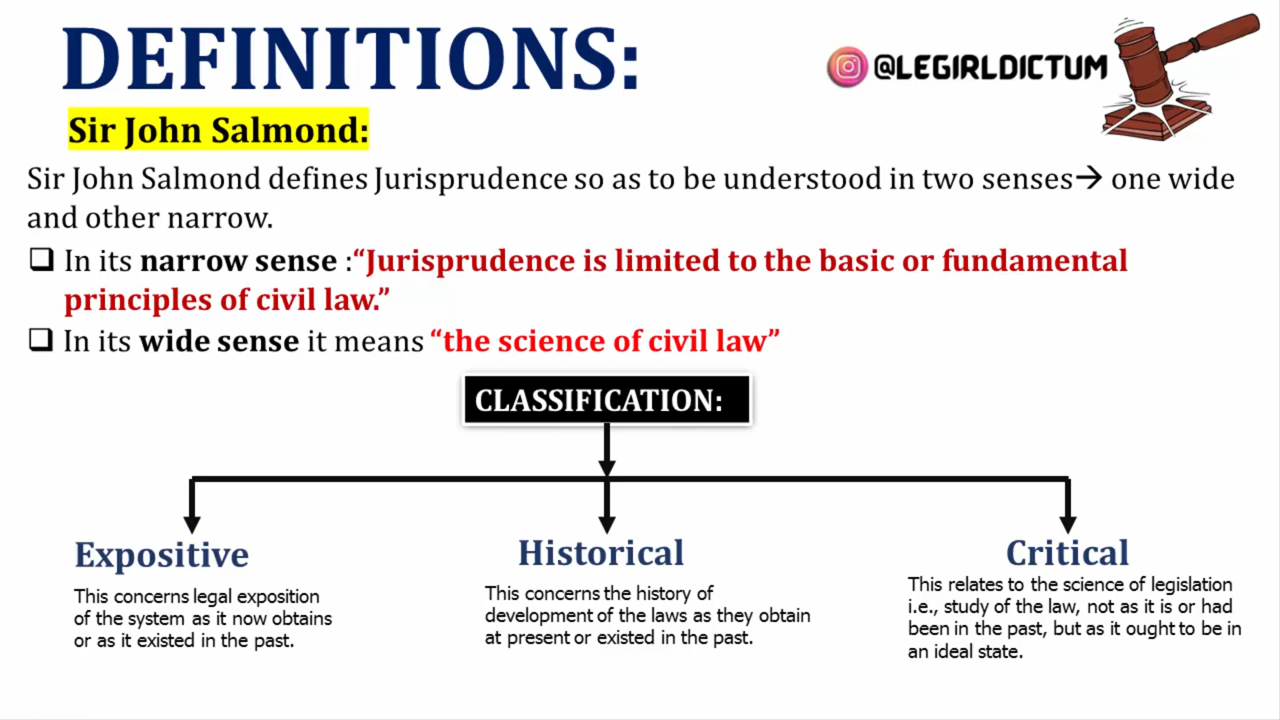 DEFINITIONS:
@LEGIRLDICTUM
Sir John Salmond:
Sir John Salmond defines Jurisprudence so as to be understood in two senses→ one wide
and other narrow.
❑ In its narrow sense :“Jurisprudence is limited to the basic or fundamental
principles of civil law.”
❑ In its wide sense it means “the science of civil law”
CLASSIFICATION:
Expositive
This concerns legal exposition
of the system as it now obtains
or as it existed in the past.
Historical
This concerns the history of
development of the laws as they obtain
at present or existed in the past.
Critical
This relates to the science of legislation
i.e., study of the law, not as it is or had
been in the past, but as it ought to be in
an ideal state.